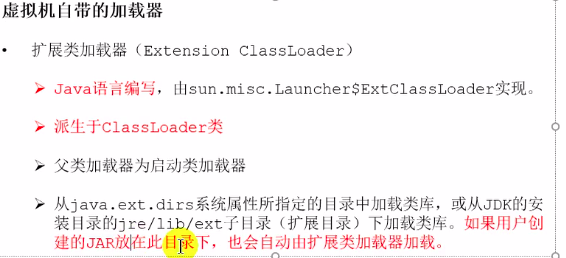 虚拟机自带的加载器
• 扩展类加载器（Extension ClassLoader）
➢ Java语言编写，由sun.misc.Launcher$ExtClassLoader实现。
➢ 派生于ClassLoader类
➢ 父类加载器为启动类加载器
➢ 从java.ext.dirs系统属性所指定的目录中加载类库，或从JDK的安
装目录的jre/lib/ext子目录（扩展目录）下加载类库。如果用户创
建的JAR放在此目录下，也会自动由扩展类加载器加载。